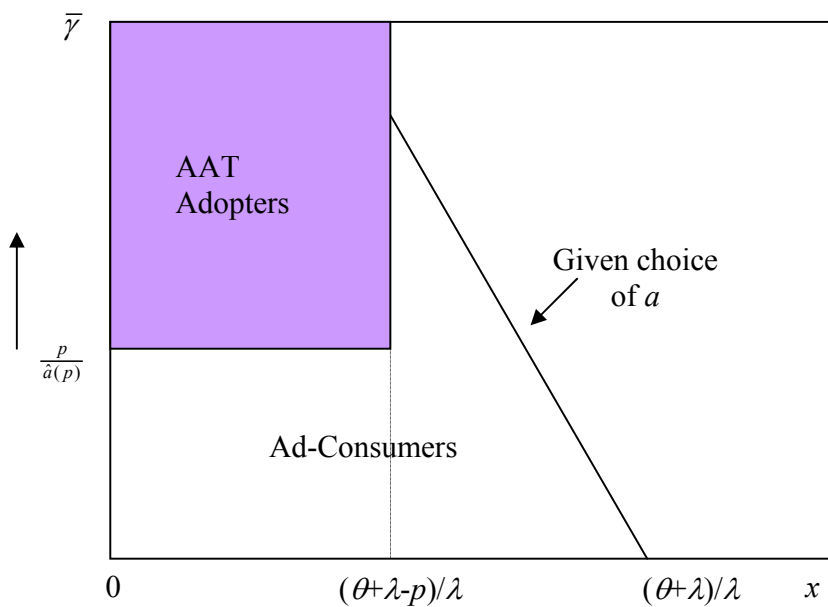 γ̄
AAT
Adopters
Given choice
of a
p
â(p)
Ad-Consumers
0
(θ+λ-p)/λ
(θ+λ)/λ
x